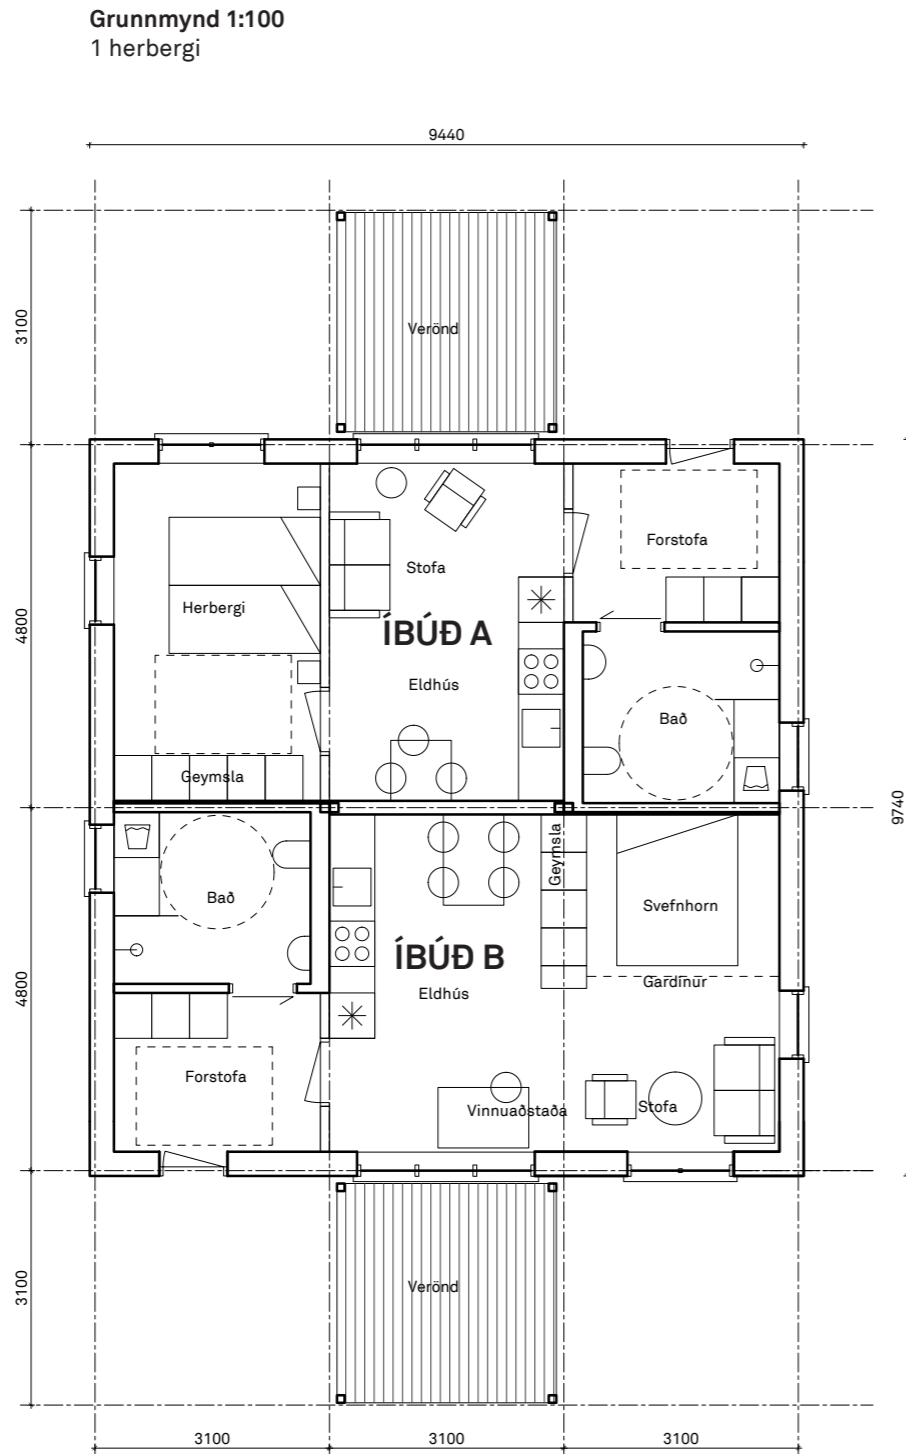 Grunnmynd 1:100
1 herbergi
9440
3100
Verönd
Forstofa
Stofa
Herbergi
4800
ÍBÚÐ A
Eldhús
Bað
Geymsla
9740
Geymsla
Bað
Svefnhorn
ÍBÚÐ B
Gardínur
4800
Eldhús
Forstofa
Vinnuaðstaða
Stofa
3100
Verönd
3100
3100
3100